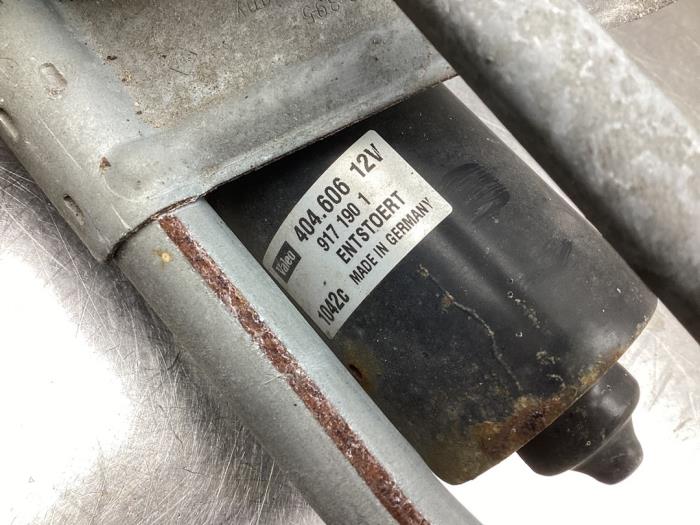 Valeo 404.606 12V
917 190 1
ENTSTOERT
1042c MADE IN GERMANY